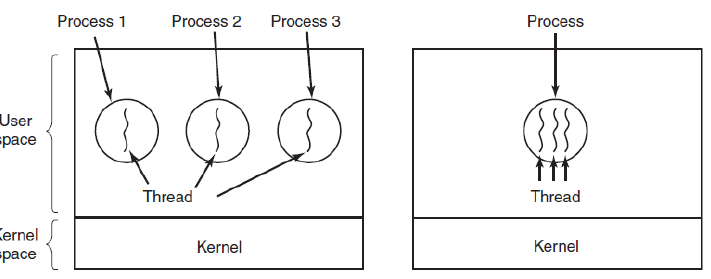 Process 1
Process 2
Process 3
Process
User
space
Thread
Thread
Kernel
space
Kernel
Kernel